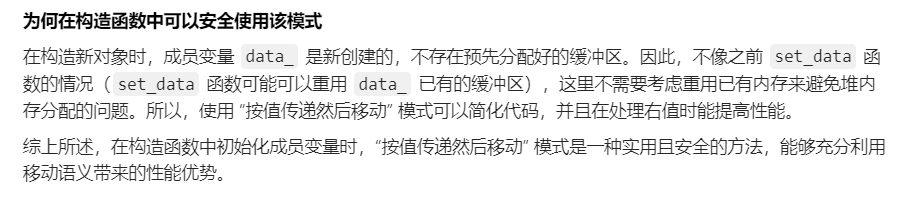 为何在构造函数中可以安全使用该模式
在构造新对象时，成员变量 data_ 是新创建的，不存在预先分配好的缓冲区。因此，不像之前 set_data 函
数的情况（ set_data 函数可能可以重用 data_ 已有的缓冲区），这里不需要考虑重用已有内存来避免堆内
存分配的问题。所以，使用 “按值传递然后移动” 模式可以简化代码，并且在处理右值时能提高性能。
综上所述，在构造函数中初始化成员变量时，“按值传递然后移动” 模式是一种实用且安全的方法，能够充分利用
移动语义带来的性能优势。